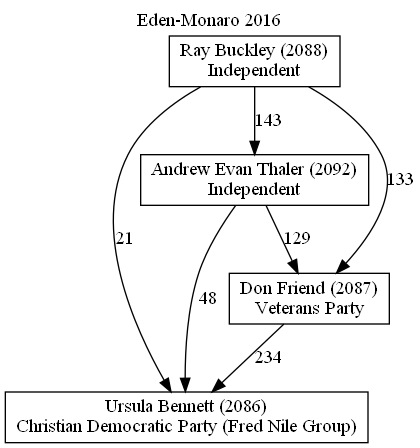 Eden-Monaro 2016
Ray Buckley (2088)
Independent
143
Andrew Evan Thaler (2092)
Independent
133
21
48
129
Don Friend (2087)
Veterans Party
234
Ursula Bennett (2086)
Christian Democratic Party (Fred Nile Group)